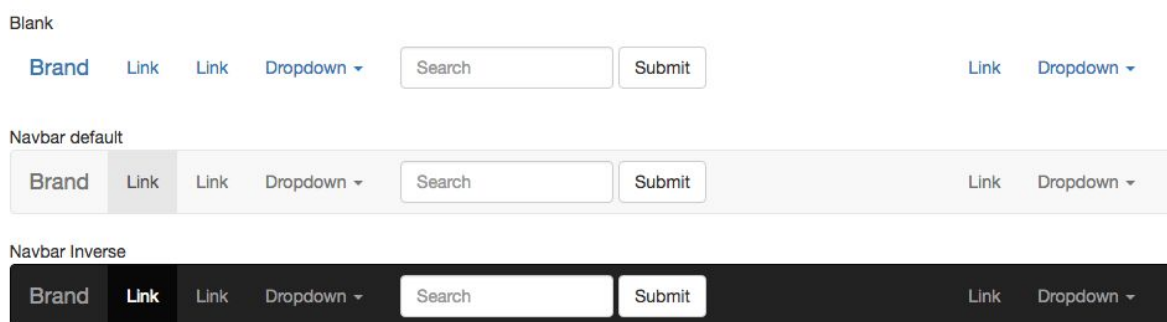 Blank
Brand Link Link Dropdown Search Submit Link Dropdown
Navbar default
Brand Link Link Dropdown Search Submit Link Dropdown
Navbar Inverse
Brand Link Link Dropdown Search Submit Link Dropdown